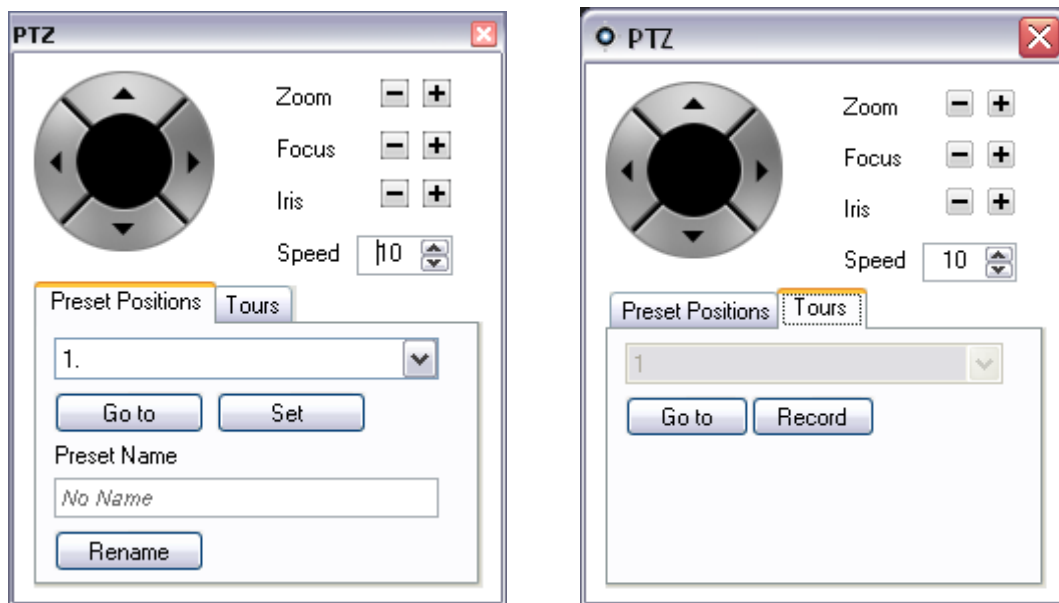 PTZ
Zoom
Focus
Iris
Speed 10
Preset Positions Tours
1.
Go to Set
Preset Name
No Name
Rename
PTZ
Zoom
Focus
Iris
Speed 10
Preset Positions Tours
1
Go to Record